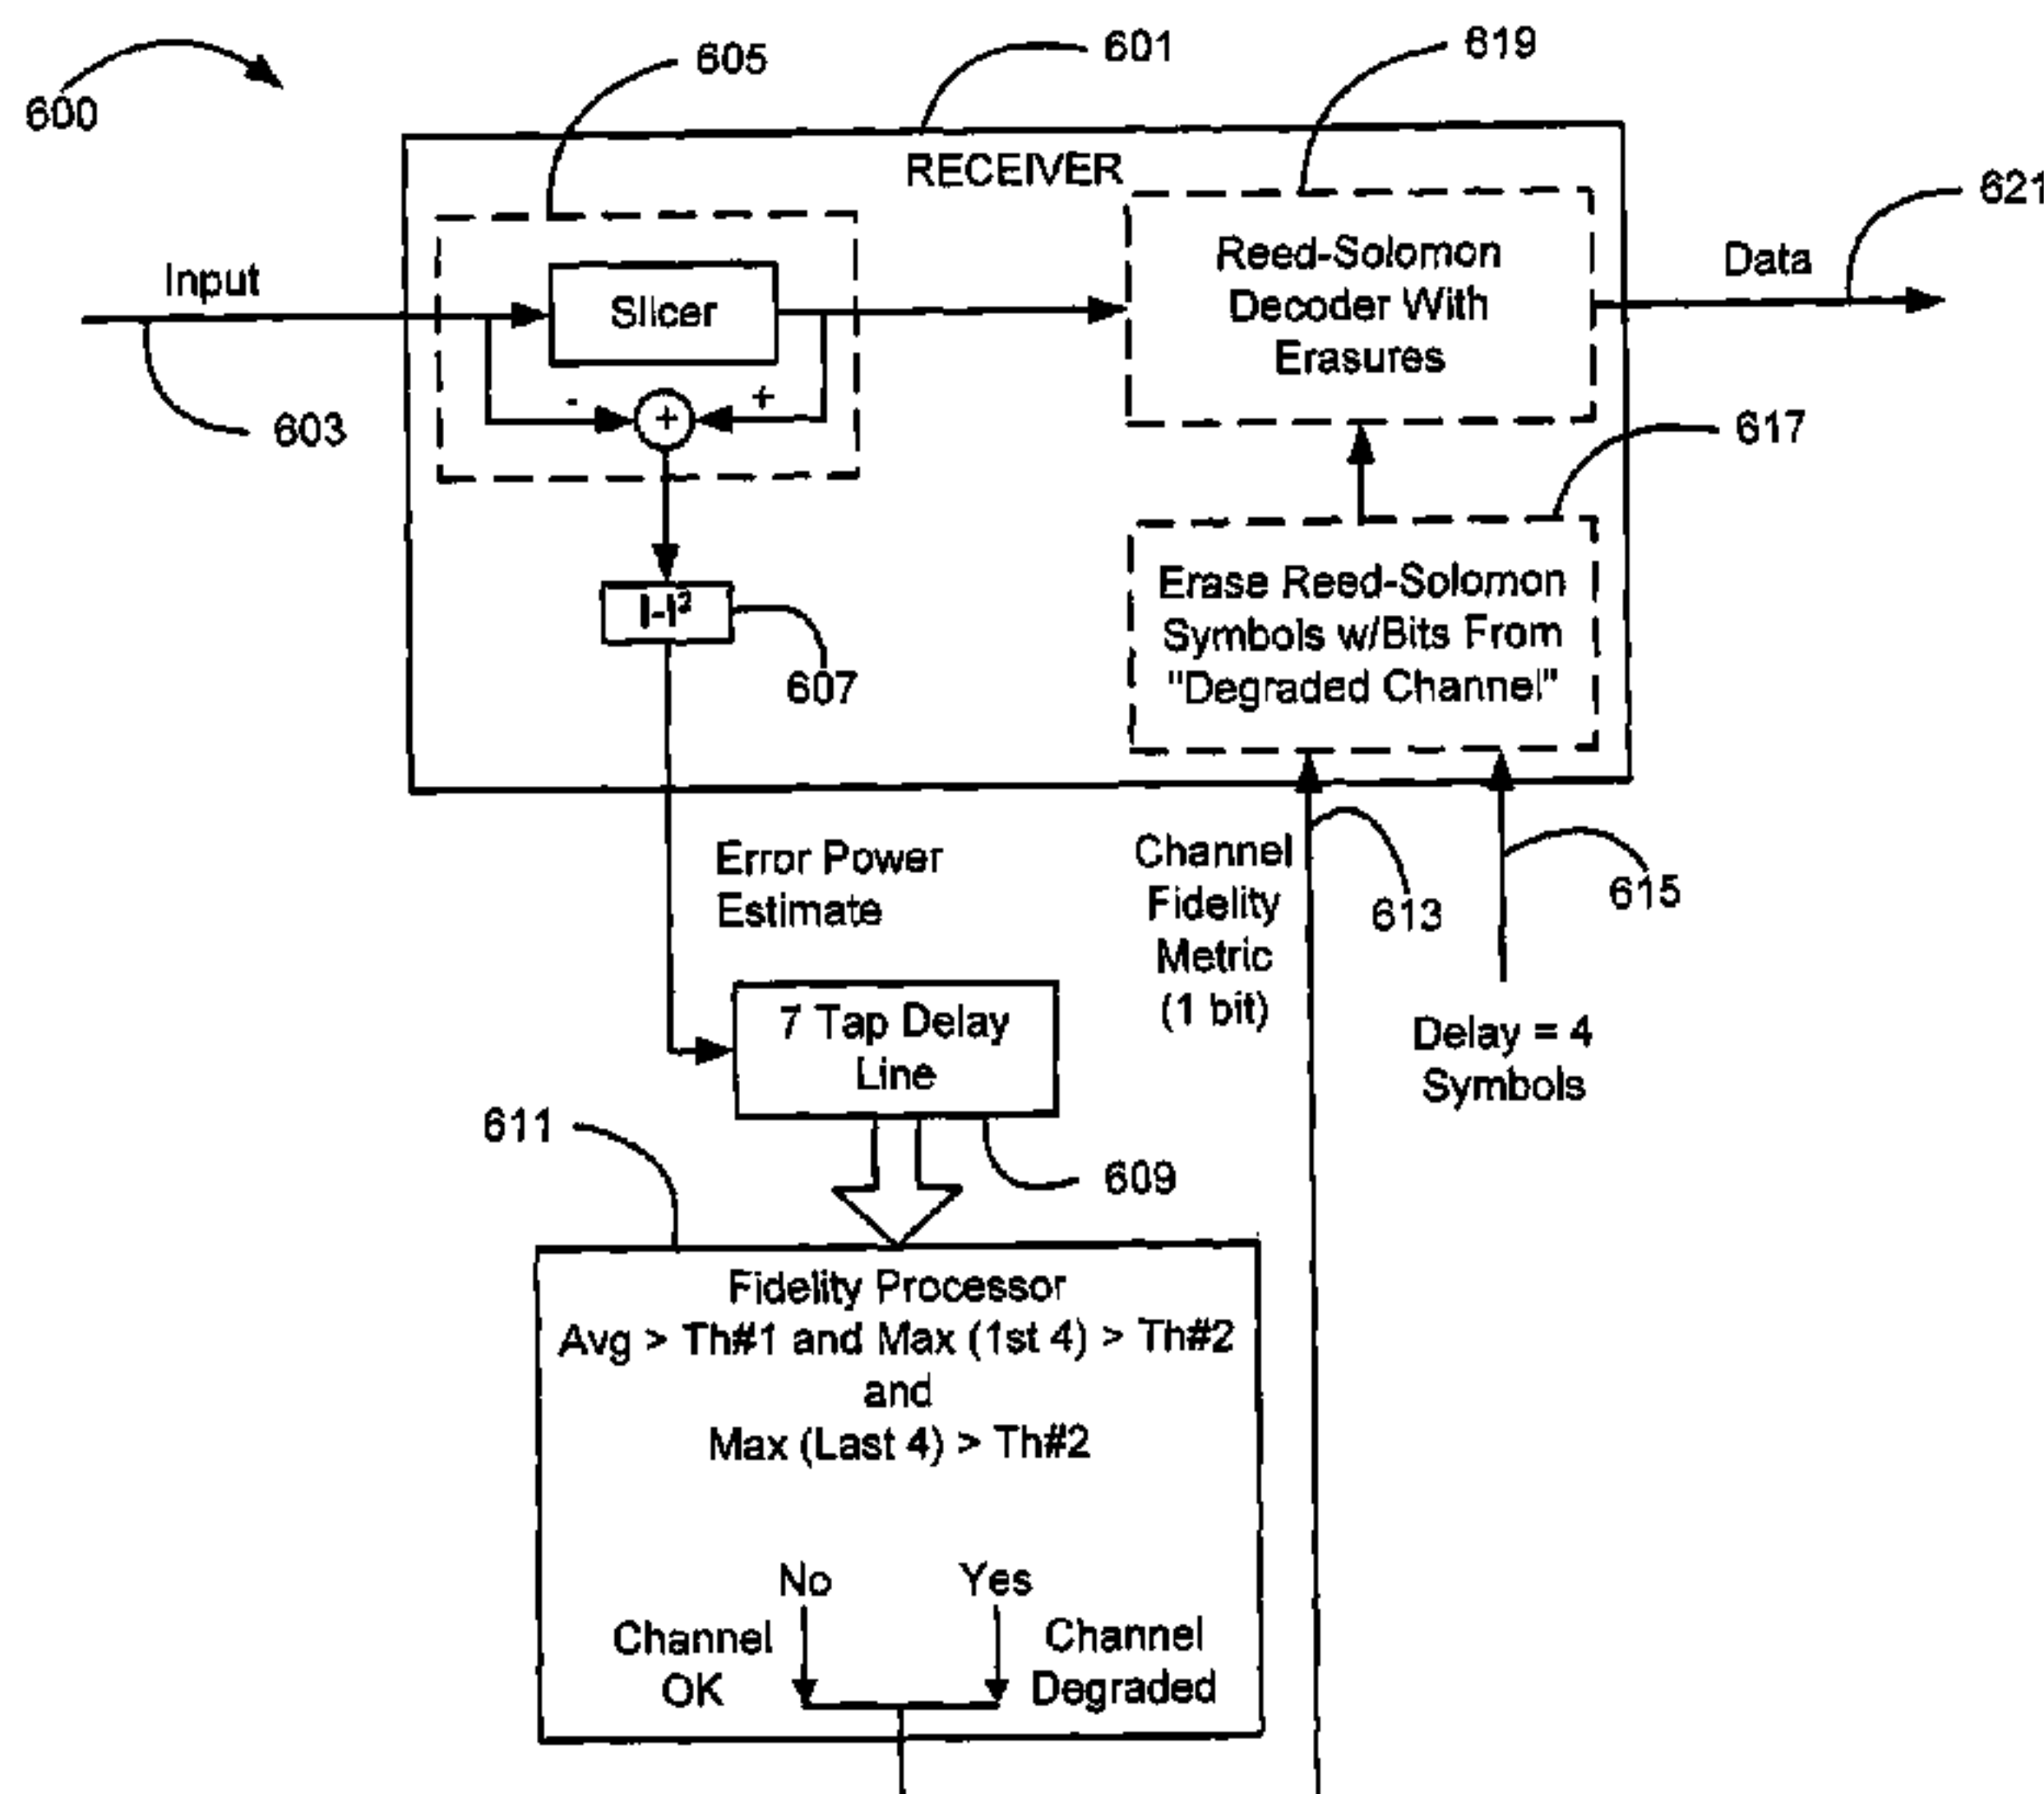 600
605
601
619
RECEIVER
621
Input
Slicer
Reed-Solomon
Decoder With
Erasures
Data
-
+
+
603
617
|-|²
607
Erase Reed-Solomon
Symbols w/Bits From
"Degraded Channel"
Error Power
Estimate
Channel
Fidelity
Metric
(1 bit)
613
615
7 Tap Delay
Line
Delay = 4
Symbols
611
609
Fidelity Processor
Avg > Th#1 and Max (1st 4) > Th#2
and
Max (Last 4) > Th#2
No
Yes
Channel
OK
Channel
Degraded